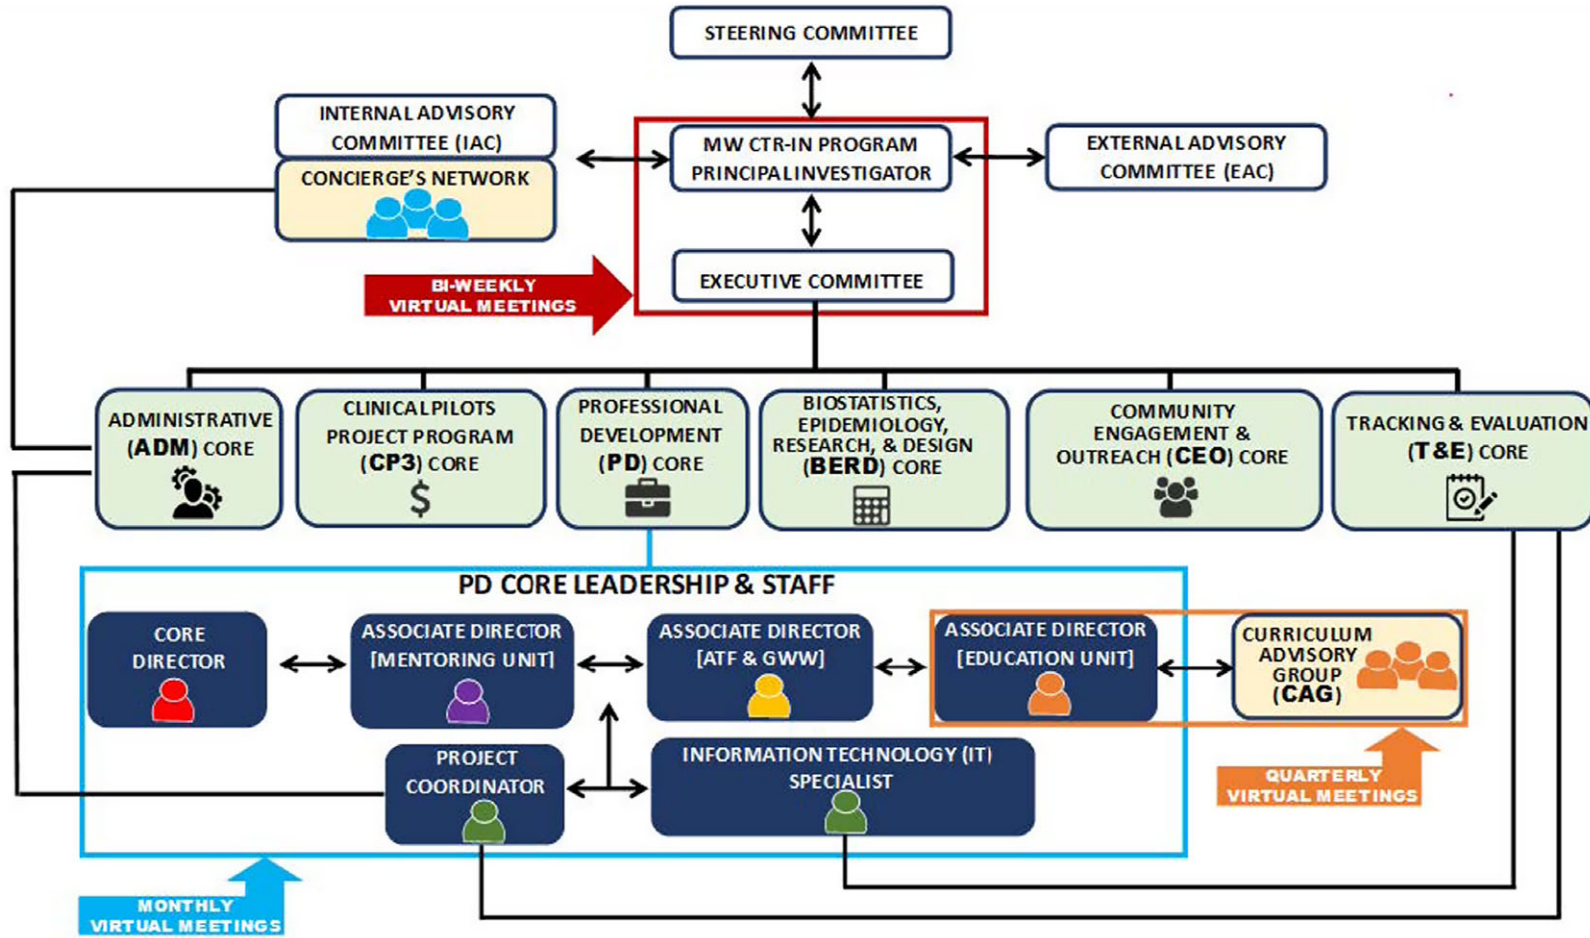 STEERING COMMITTEE
INTERNAL ADVISORY
COMMITTEE (IAC)
CONCIERGE'S NETWORK
MW CTR-IN PROGRAM
PRINCIPAL INVESTIGATOR
EXTERNAL ADVISORY
COMMITTEE (EAC)
BI-WEEKLY
VIRTUAL MEETINGS
EXECUTIVE COMMITTEE
ADMINISTRATIVE
(ADM) CORE
CLINICAL PILOTS
PROJECT PROGRAM
(CP3) CORE
$
PROFESSIONAL
DEVELOPMENT
(PD) CORE
BIOSTATISTICS,
EPIDEMIOLOGY,
RESEARCH, & DESIGN
(BERD) CORE
COMMUNITY
ENGAGEMENT &
OUTREACH (CEO) CORE
TRACKING & EVALUATION
(T&E) CORE
PD CORE LEADERSHIP & STAFF
CORE
DIRECTOR
ASSOCIATE DIRECTOR
[MENTORING UNIT]
ASSOCIATE DIRECTOR
[ATF & GWW]
ASSOCIATE DIRECTOR
[EDUCATION UNIT]
CURRICULUM
ADVISORY
GROUP
(CAG)
PROJECT
COORDINATOR
INFORMATION TECHNOLOGY (IT)
SPECIALIST
QUARTERLY
VIRTUAL MEETINGS
MONTHLY
VIRTUAL MEETINGS